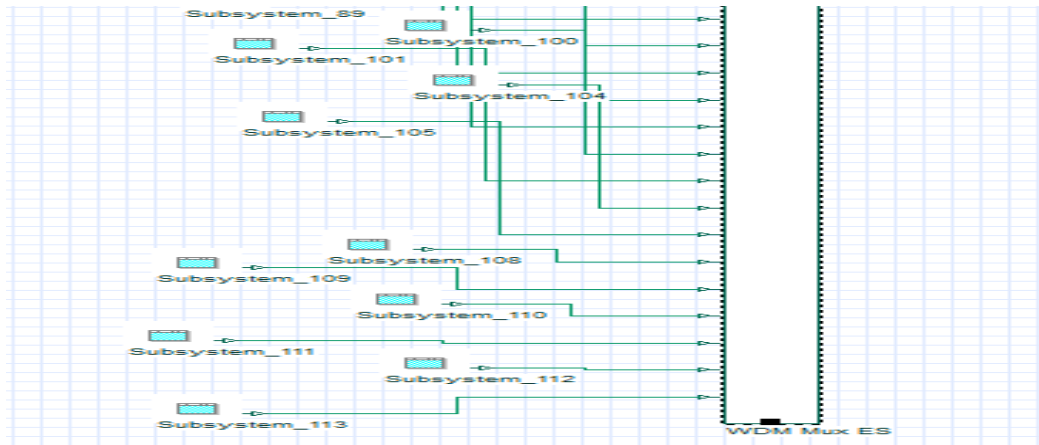 Subsystem_89
Subsystem_100
Subsystem_101
Subsystem_104
Subsystem_105
Subsystem_108
Subsystem_109
Subsystem_110
Subsystem_111
Subsystem_112
Subsystem_113
WDM Mux ES